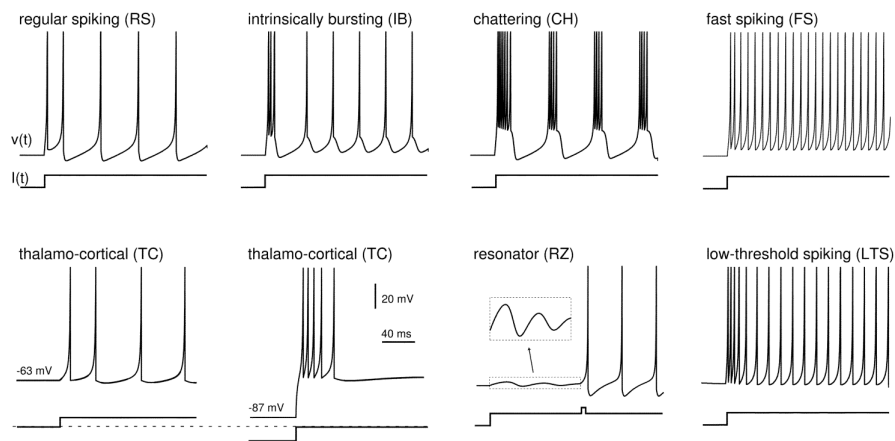 regular spiking (RS)
intrinsically bursting (IB)
chattering (CH)
fast spiking (FS)
v(t)
I(t)
thalamo-cortical (TC)
thalamo-cortical (TC)
resonator (RZ)
low-threshold spiking (LTS)
20 mV
40 ms
-63 mV
-87 mV